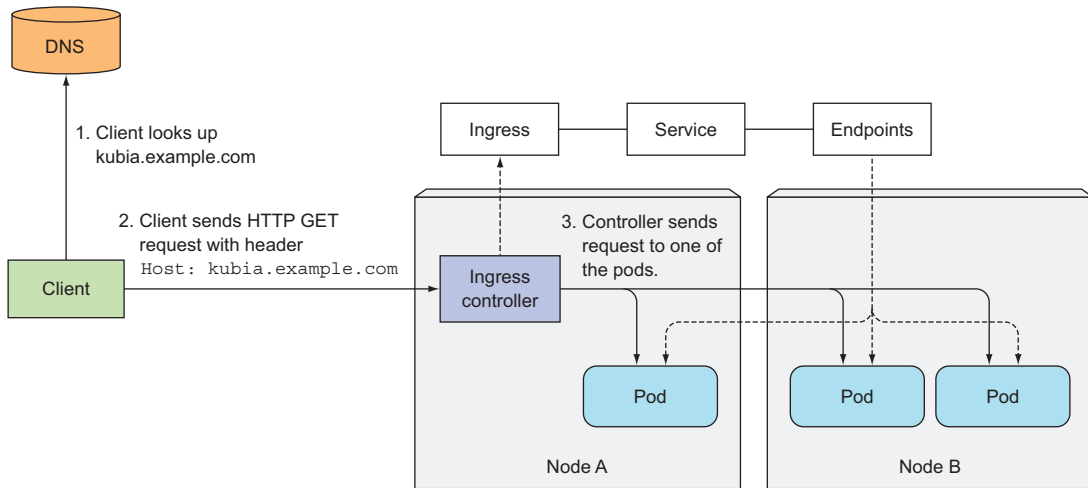 DNS
1. Client looks up
kubia.example.com
Ingress
Service
Endpoints
2. Client sends HTTP GET
request with header
Host: kubia.example.com
3. Controller sends
request to one of
the pods.
Client
Ingress
controller
Pod
Pod
Pod
Node A
Node B